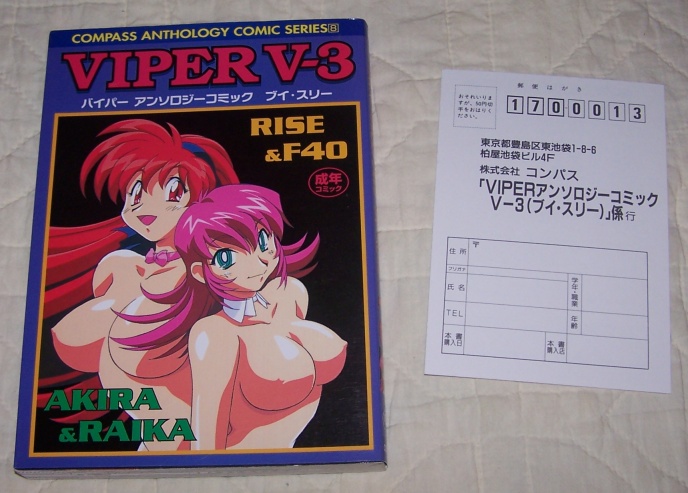 COMPASS ANTHOLOGY COMIC SERIES⑧
VIPER V-3
バイパー アンソロジーコミック ブイ・スリー
RISE
&F40
成年
コミック
AKIRA
&RAIKA
郵便はがき
おそれいりま
すが、50円切
手をおはりく
ださい。
1700013
東京都豊島区東池袋1-8-6
柏屋池袋ビル4F
株式会社 コンパス
「VIPERアンソロジーコミック
V-3(ブイ・スリー)」係行
住所
〒
フリガナ
氏名
学年・職業
TEL
年齢
本書
購入日
本書
購入店